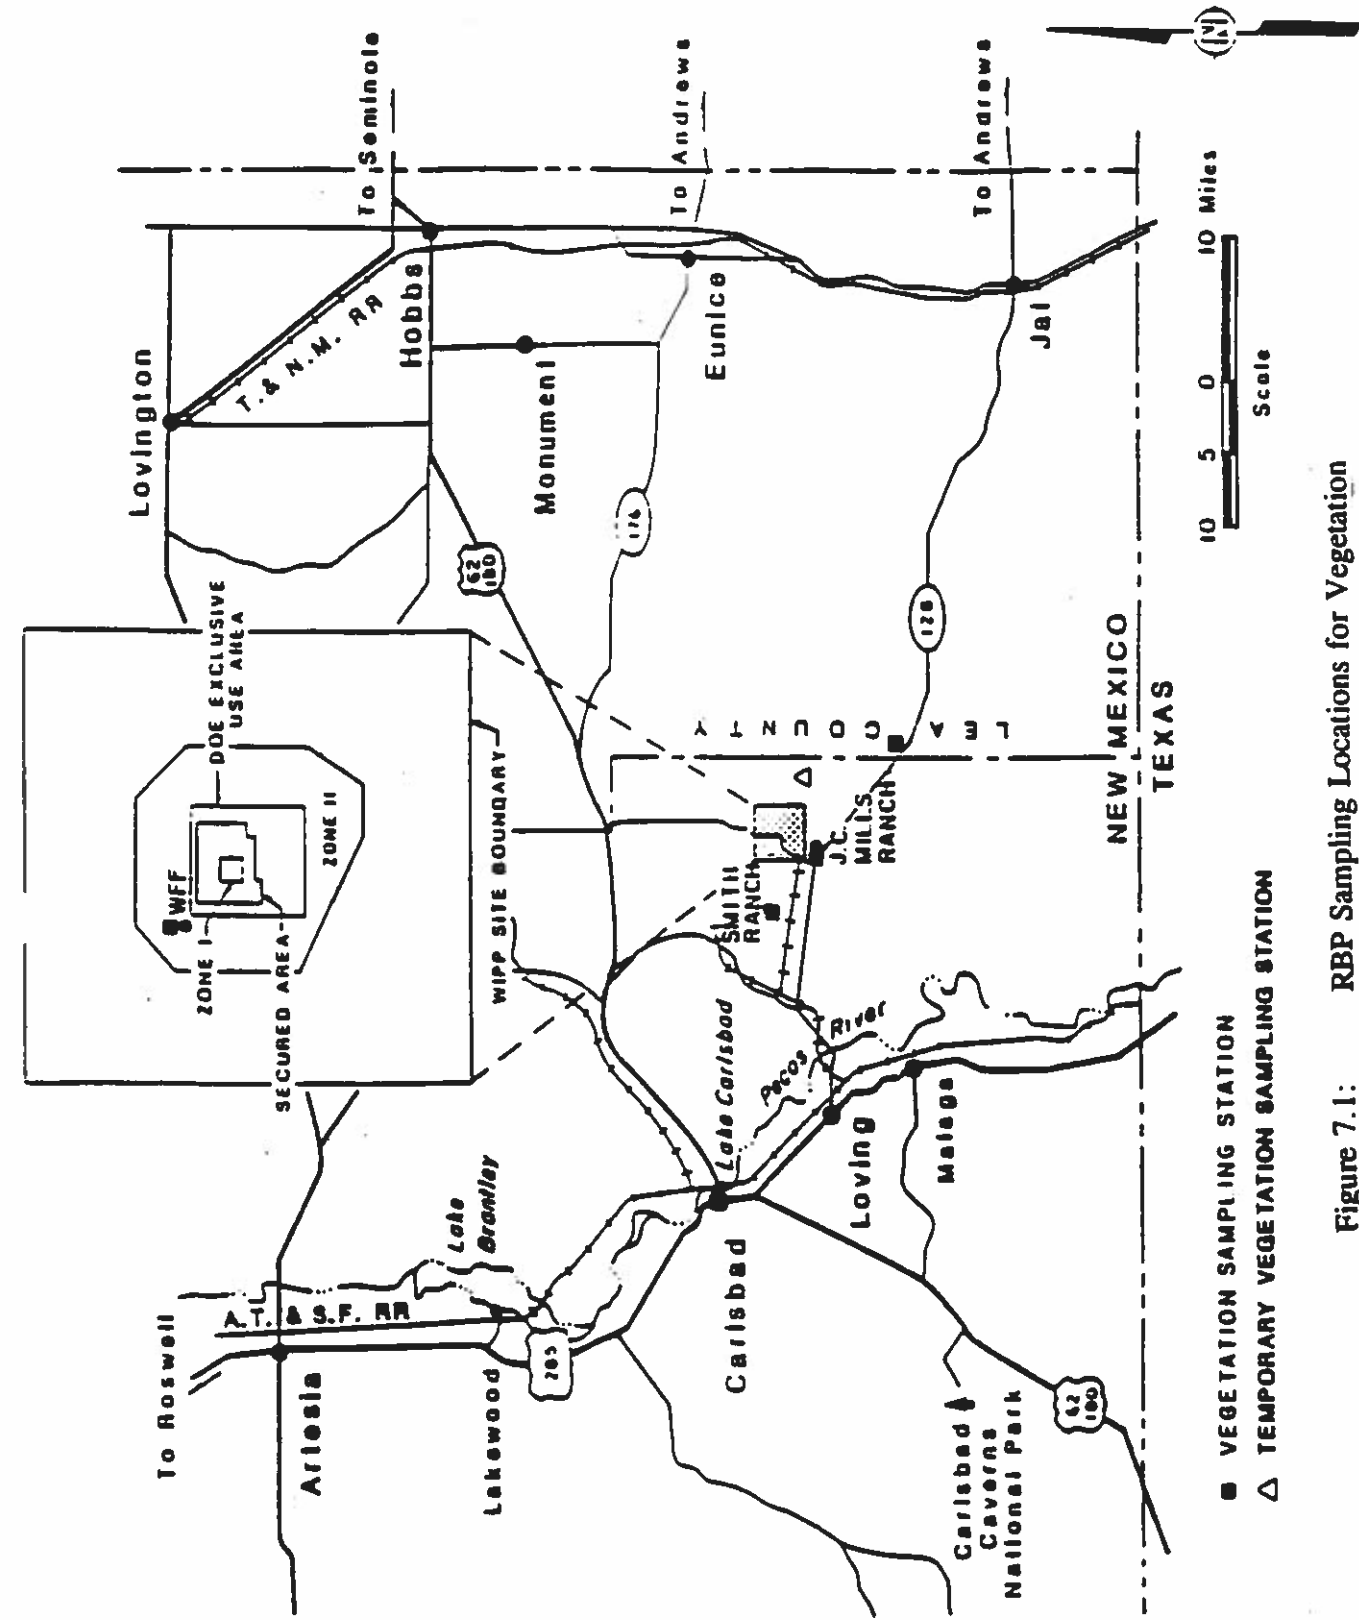 To Roswell
Artesia
A.T. & S.F. RR
Lakewood
285
Lake
Brantley
Carlsbad
Lake Carlsbad
Pecos
River
Loving
Malaga
Carlsbad
Caverns
National Park
62
180
SECURED AREA
ZONE I
WFF
ZONE II
DOE EXCLUSIVE
USE AREA
WIPP SITE BOUNDARY
SMITH
RANCH
J.C.
MILLS
RANCH
LEA COUNTY
Lovington
T. & N.M. RR
Hobbs
To Seminole
62
180
Monument
176
Eunice
To Andrews
128
Jal
To Andrews
NEW MEXICO
TEXAS
10 5 0 10 Miles
Scale
VEGETATION SAMPLING STATION
TEMPORARY VEGETATION SAMPLING STATION
Figure 7.1: RBP Sampling Locations for Vegetation